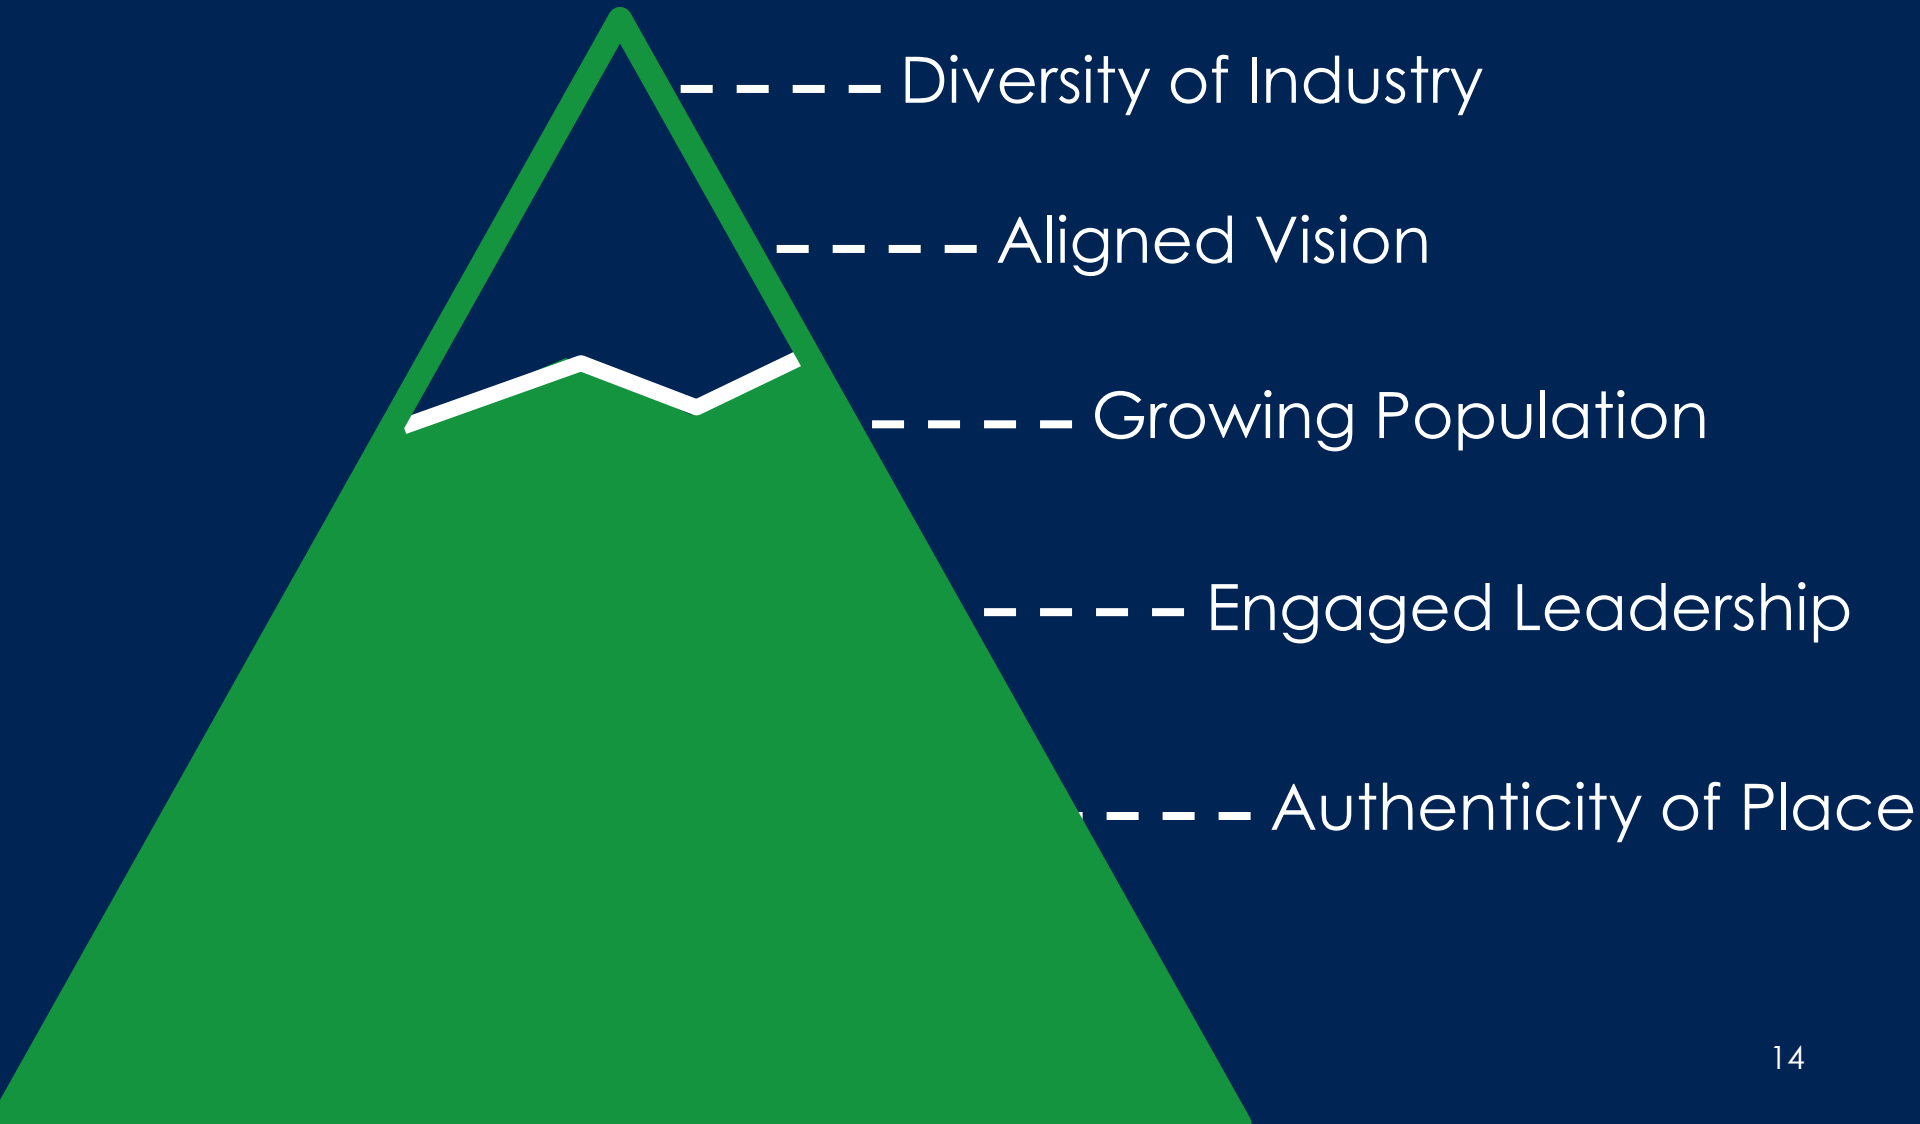 Diversity of Industry
Aligned Vision
Growing Population
Engaged Leadership
Authenticity of Place
14